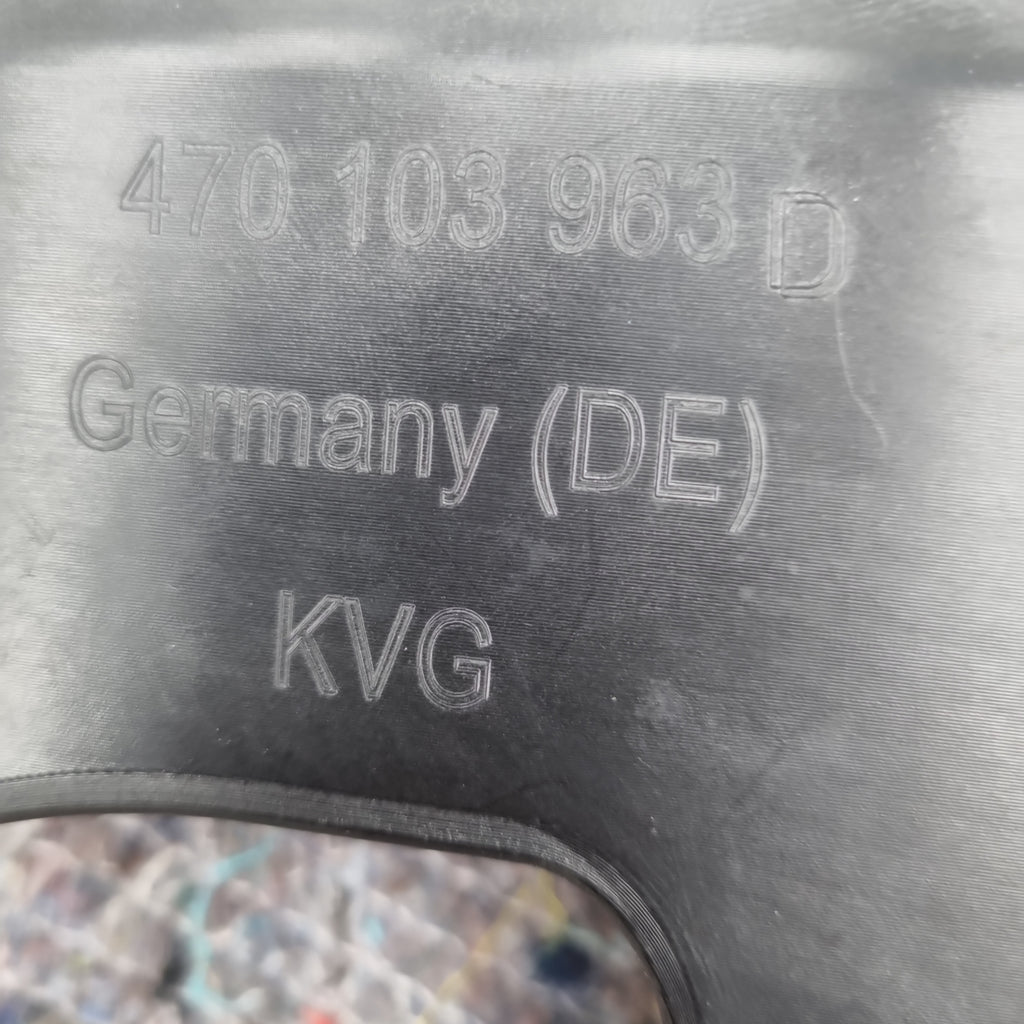 470 103 963 D
Germany (DE)
KVG